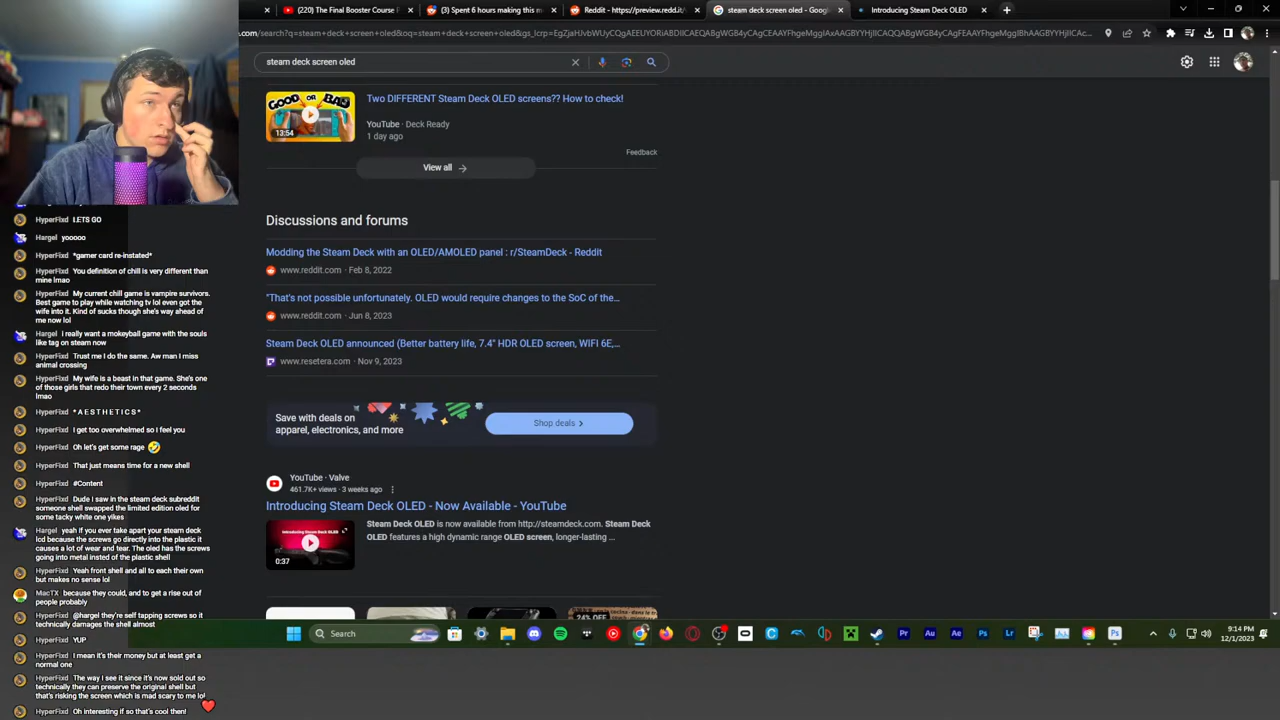 (220) The Final Booster Course P
(3) Spent 6 hours making this m
Reddit - https://preview.redd.it/
steam deck screen oled - Goog
Introducing Steam Deck OLED
steam deck screen oled
GOOD or BAD
13:54
Two DIFFERENT Steam Deck OLED screens?? How to check!
YouTube · Deck Ready
1 day ago
Feedback
View all →
Discussions and forums
Modding the Steam Deck with an OLED/AMOLED panel : r/SteamDeck - Reddit
www.reddit.com · Feb 8, 2022
"That's not possible unfortunately. OLED would require changes to the SoC of the...
www.reddit.com · Jun 8, 2023
Steam Deck OLED announced (Better battery life, 7.4" HDR OLED screen, WIFI 6E,...
www.resetera.com · Nov 9, 2023
Save with deals on
apparel, electronics, and more
Shop deals >
YouTube · Valve
461.7K+ views · 3 weeks ago
Introducing Steam Deck OLED - Now Available - YouTube
Introducing Steam Deck OLED
0:37
Steam Deck OLED is now available from http://steamdeck.com. Steam Deck
OLED features a high dynamic range OLED screen, longer-lasting ...
24% OFF
Search
9:14 PM
12/1/2023
HyperFixd LETS GO
Hargel yooooo
HyperFixd *gamer card re-instated*
HyperFixd You definition of chill is very different than
mine lmao
HyperFixd My current chill game is vampire survivors.
Best game to play while watching tv lol even got the
wife into it. Kind of sucks though she's way ahead of
me now lol
Hargel i really want a mokeyball game with the souls
like tag on steam now
HyperFixd Trust me I do the same. Aw man I miss
animal crossing
HyperFixd My wife is a beast in that game. She's one
of those girls that redo their town every 2 seconds
lmao
HyperFixd * A E S T H E T I C S *
HyperFixd I get too overwhelmed so I feel you
HyperFixd Oh let's get some rage 🤣
HyperFixd That just means time for a new shell
HyperFixd #Content
HyperFixd Dude I saw in the steam deck subreddit
someone shell swapped the limited edition oled for
some tacky white one yikes
Hargel yeah if you ever take apart your steam deck
lcd because the screws go directly into the plastic it
causes a lot of wear and tear. The oled has the screws
going into metal insted of the plastic shell
HyperFixd Yeah front shell and all to each their own
but makes no sense lol
MacTX because they could, and to get a rise out of
people probably
HyperFixd @hargel they're self tapping screws so it
technically damages the shell almost
HyperFixd YUP
HyperFixd I mean it's their money but at least get a
normal one
HyperFixd The way I see it since it's now sold out so
technically they can preserve the original shell but
that's risking the screen which is mad scary to me lol
HyperFixd Oh interesting if so that's cool then!